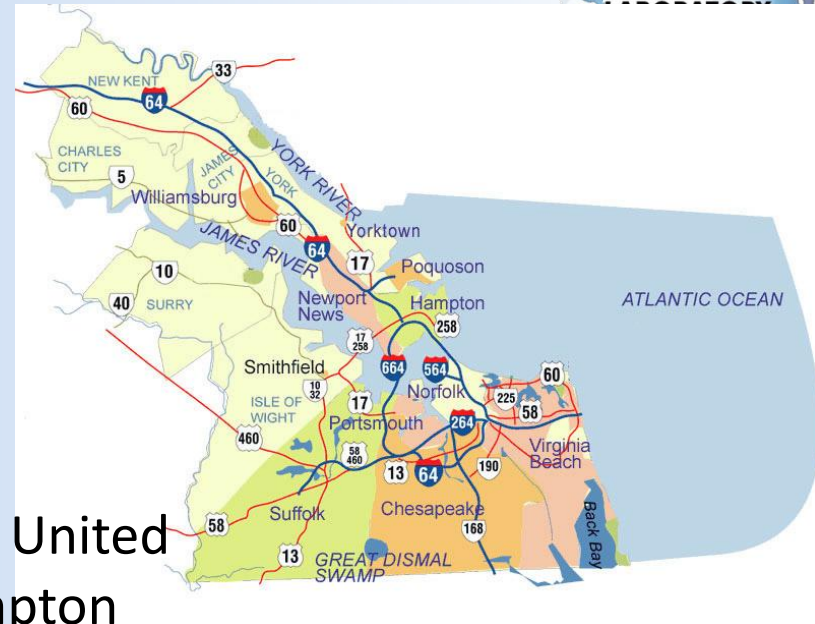 LABORATORY
33
NEW KENT
64
60
CHARLES
CITY
JAMES
CITY
YORK
YORK RIVER
5
Williamsburg
60
Yorktown
JAMES RIVER
64
17
Poquoson
10
40
SURRY
Newport
News
Hampton
258
ATLANTIC OCEAN
17
258
Smithfield
664
564
60
10
32
Norfolk
225
ISLE OF
WIGHT
17
58
Portsmouth
264
460
58
460
Virginia
Beach
13
64
190
Suffolk
Chesapeake
168
Back Bay
58
United
13
GREAT DISMAL
SWAMP